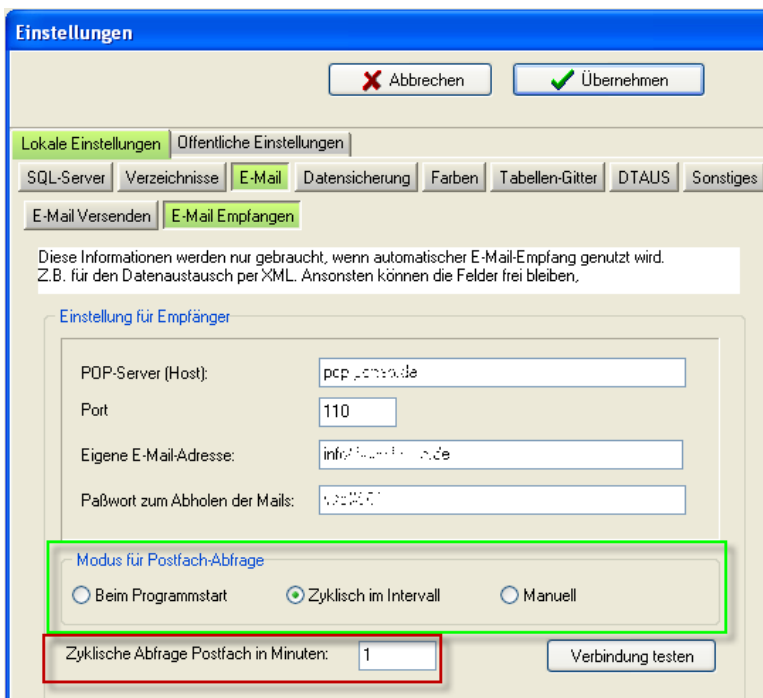 Einstellungen
Abbrechen Übernehmen
Lokale Einstellungen Öffentliche Einstellungen
SQL-Server Verzeichnisse E-Mail Datensicherung Farben Tabellen-Gitter DTAUS Sonstiges
E-Mail Versenden E-Mail Empfangen
Diese Informationen werden nur gebraucht, wenn automatischer E-Mail-Empfang genutzt wird.
Z.B. für den Datenaustausch per XML. Ansonsten können die Felder frei bleiben,
Einstellung für Empfänger
POP-Server (Host):
Port 110
Eigene E-Mail-Adresse:
Paßwort zum Abholen der Mails:
Modus für Postfach-Abfrage
Beim Programmstart Zyklisch im Intervall Manuell
Zyklische Abfrage Postfach in Minuten: 1 Verbindung testen